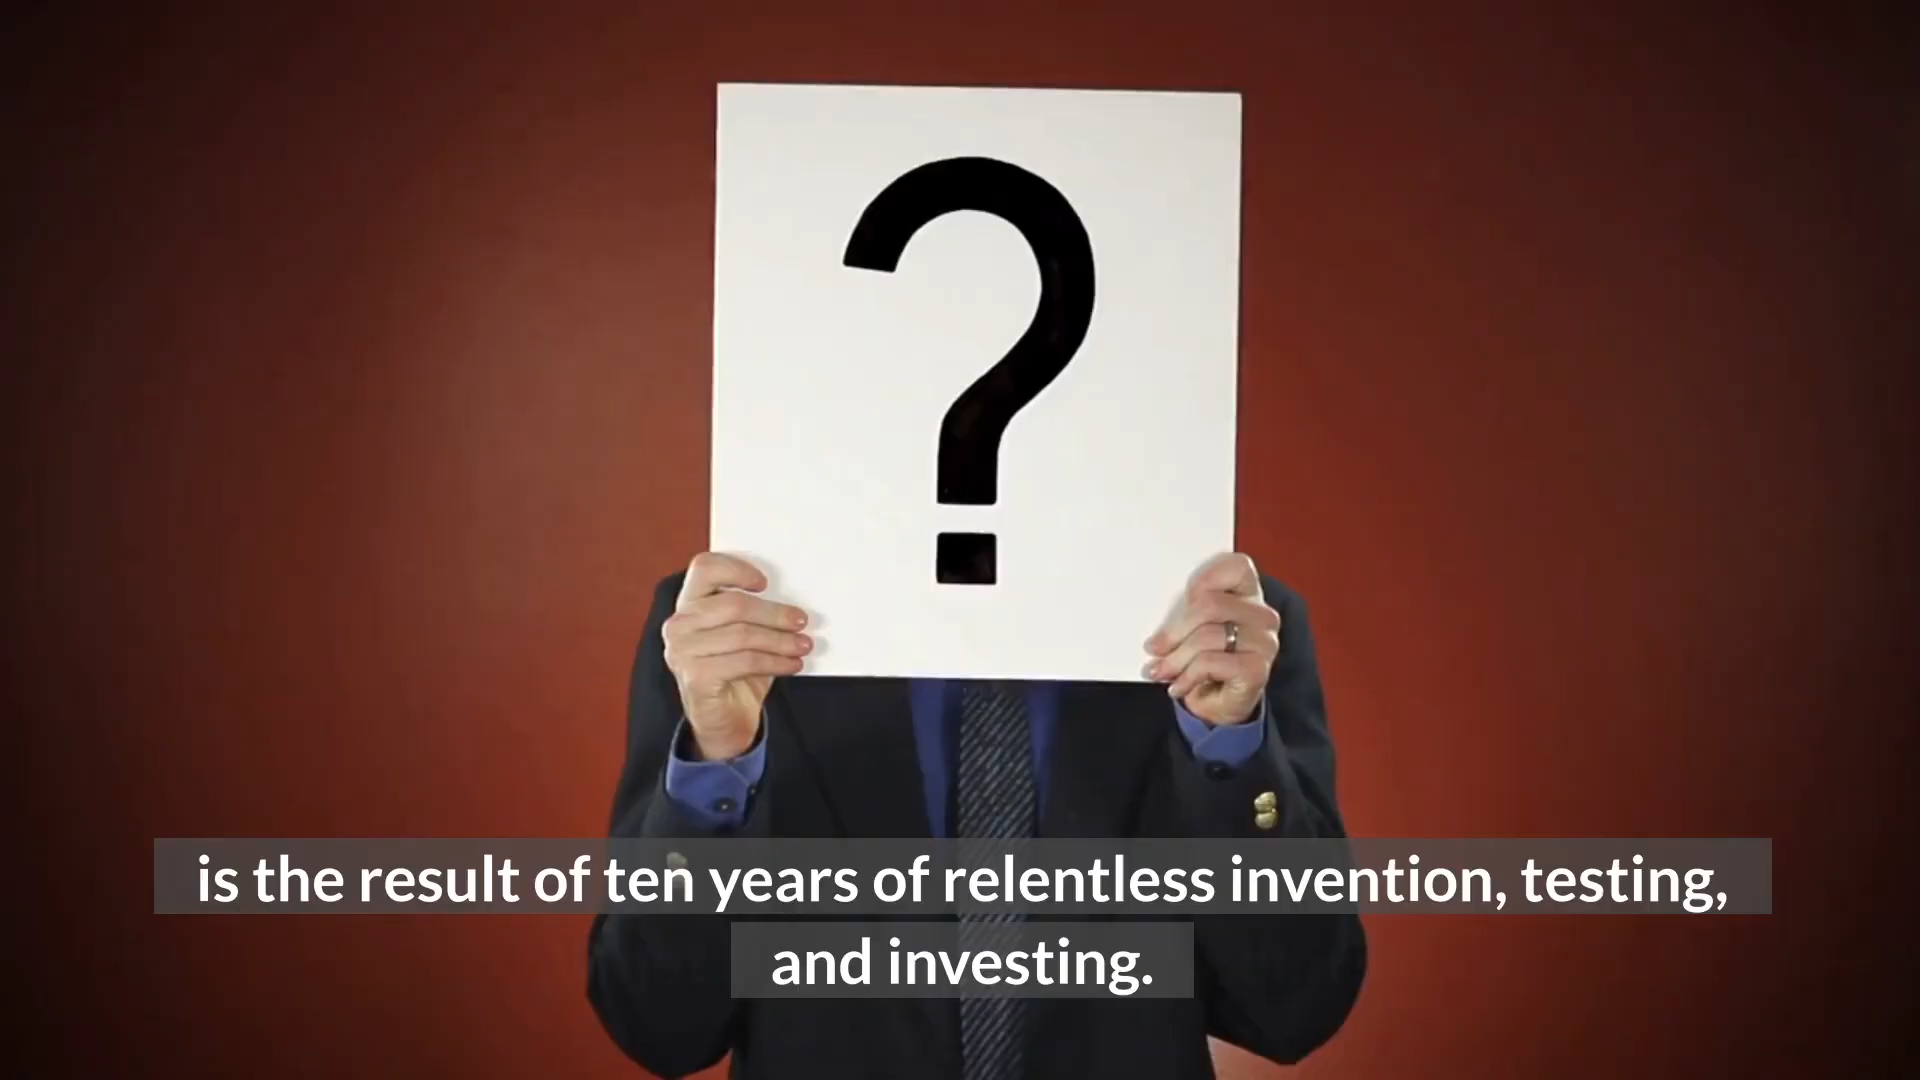 ?
is the result of ten years of relentless invention, testing,
and investing.